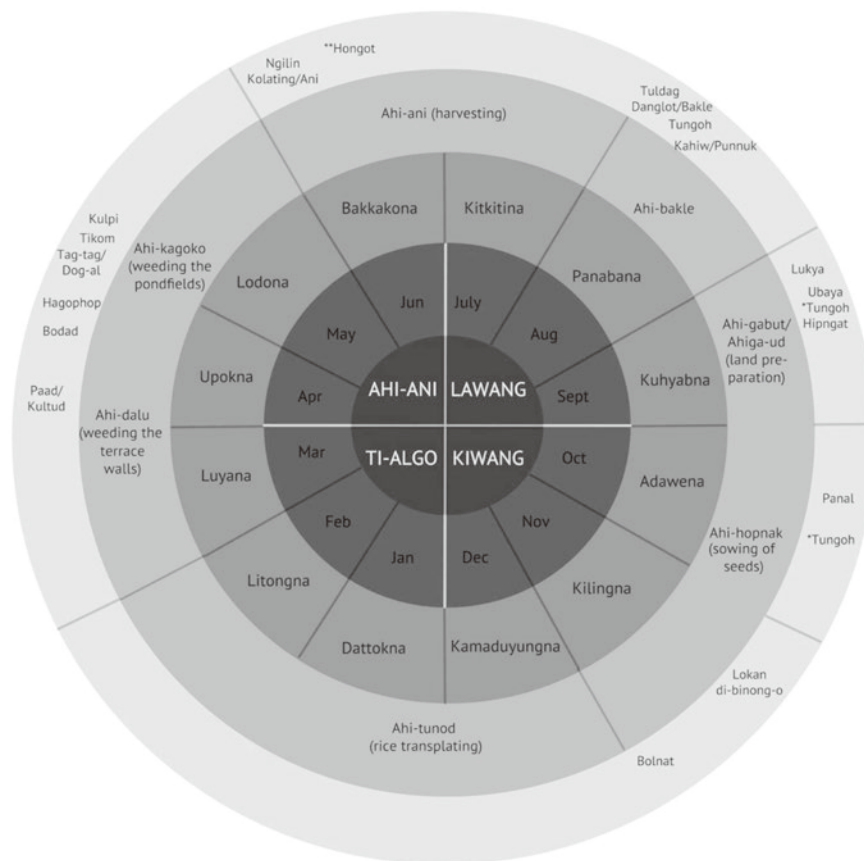 **Hongot
Ngilin
Kolating/Ani
Tuldag
Danglot/Bakle
Tungoh
Kahiw/Punnuk
Ahi-ani (harvesting)
Bakkakona
Kitkitina
Ahi-bakle
Kulpi
Tikom
Tag-tag/
Dog-al
Hagophop
Bodad
Paad/
Kultud
Ahi-kagoko
(weeding the
pondfields)
Lodona
Panabana
Lukya
Ubaya
*Tungoh
Hipngat
Jun
July
May
Aug
Ahi-gabut/
Ahiga-ud
(land pre-
paration)
Upokna
Apr
AHI-ANI
LAWANG
Sept
Kuhyabna
Ahi-dalu
(weeding the
terrace
walls)
Luyana
Mar
TI-ALGO
KIWANG
Oct
Adawena
Panal
*Tungoh
Feb
Nov
Ahi-hopnak
(sowing of
seeds)
Jan
Dec
Litongna
Kilingna
Dattokna
Kamaduyungna
Lokan
di-binong-o
Ahi-tunod
(rice transplating)
Bolnat